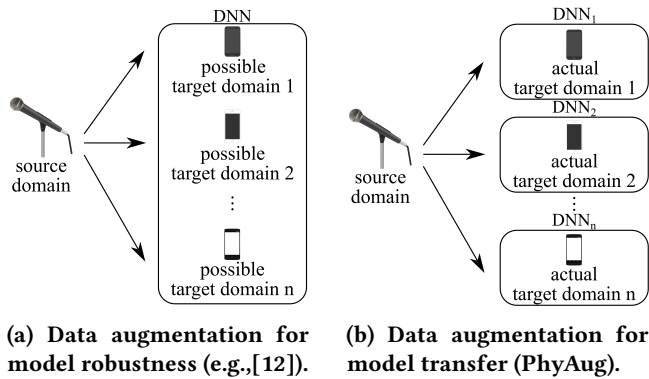 DNN
possible
target domain 1
possible
target domain 2
⋮
possible
target domain n
source
domain
(a) Data augmentation for
model robustness (e.g.,[12]).
DNN₁
actual
target domain 1
DNN₂
actual
target domain 2
⋮
DNNₙ
actual
target domain n
source
domain
(b) Data augmentation for
model transfer (PhyAug).